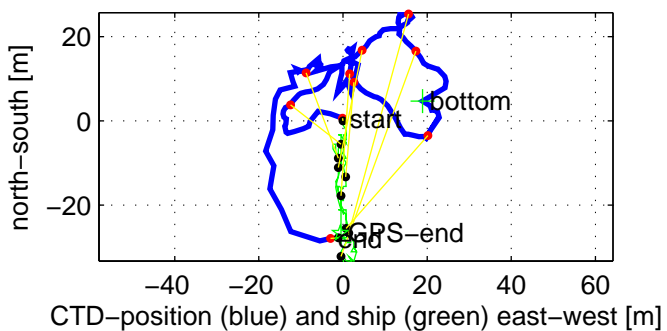 20
0
−20
north−south [m]
bottom
start
GPS−end
end
−40 −20 0 20 40 60
CTD−position (blue) and ship (green) east−west [m]